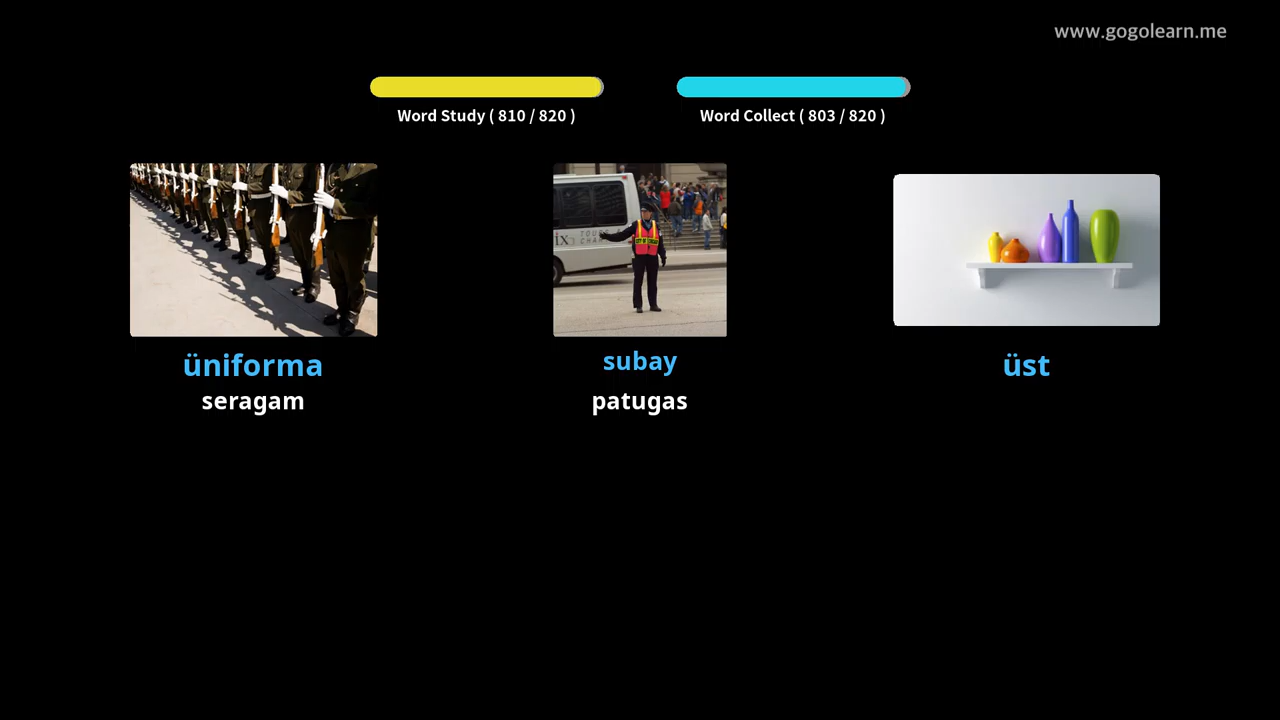 www.gogolearn.me
Word Study ( 810 / 820 )
Word Collect ( 803 / 820 )
üniforma
seragam
subay
patugas
üst